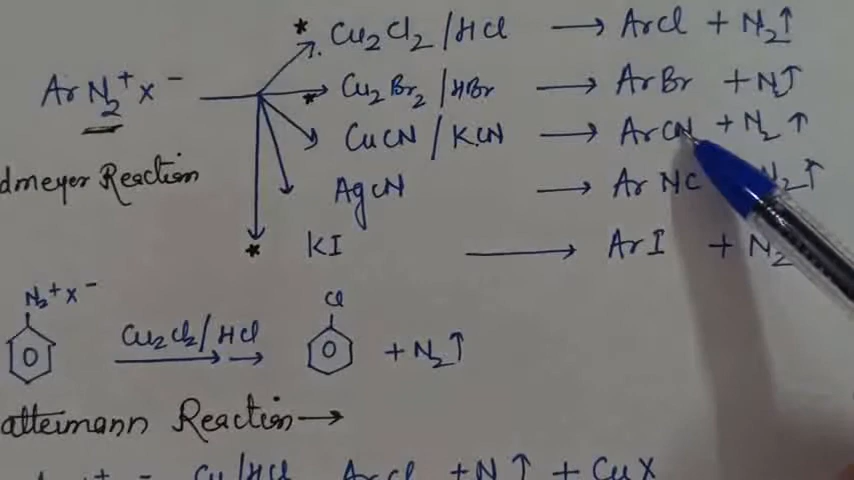 Cu2Cl2/HCl → ArCl + N2↑
ArN2+x−
Cu2Br2/HBr → ArBr + N↑
CuCN/KCN → ArCN + N2↑
dmeyer Reaction
AgCN → ArNC N2↑
* KI → ArI + N2
N2+x−
Cl
Cu2Cl2/HCl
+ N2↑
atteimann Reaction →
Cu/HCl ArCl + N↑ + CuX